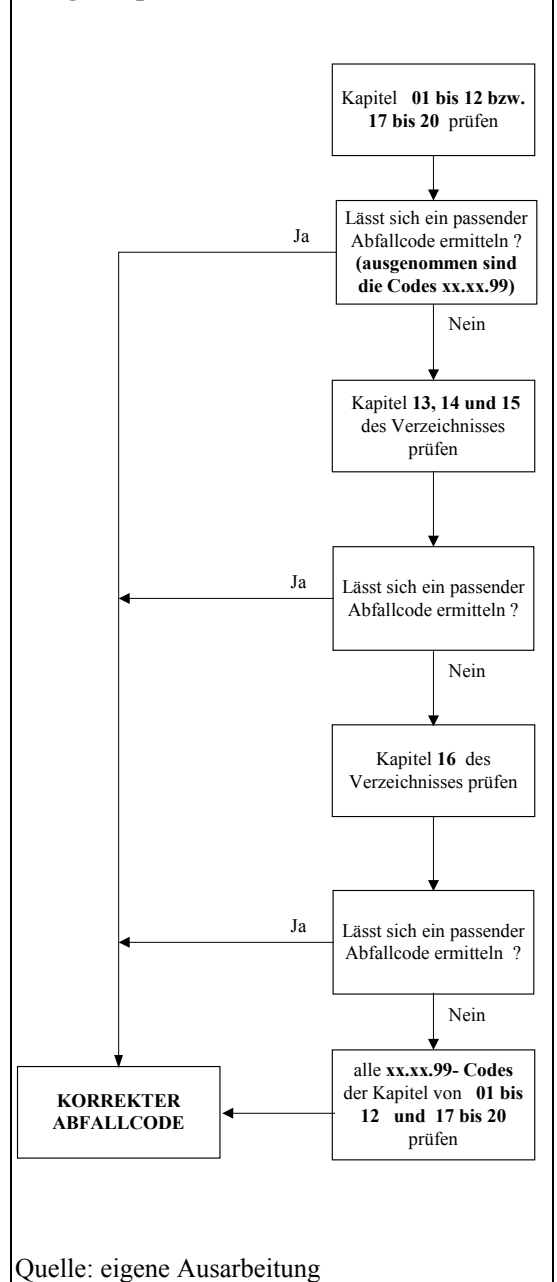 Kapitel 01 bis 12 bzw.
17 bis 20 prüfen
Lässt sich ein passender
Abfallcode ermitteln ?
(ausgenommen sind
die Codes xx.xx.99)
Ja
Nein
Kapitel 13, 14 und 15
des Verzeichnisses
prüfen
Ja
Lässt sich ein passender
Abfallcode ermitteln ?
Nein
Kapitel 16 des
Verzeichnisses prüfen
Ja
Lässt sich ein passender
Abfallcode ermitteln ?
Nein
alle xx.xx.99- Codes
der Kapitel von 01 bis
12 und 17 bis 20
prüfen
KORREKTER
ABFALLCODE
Quelle: eigene Ausarbeitung